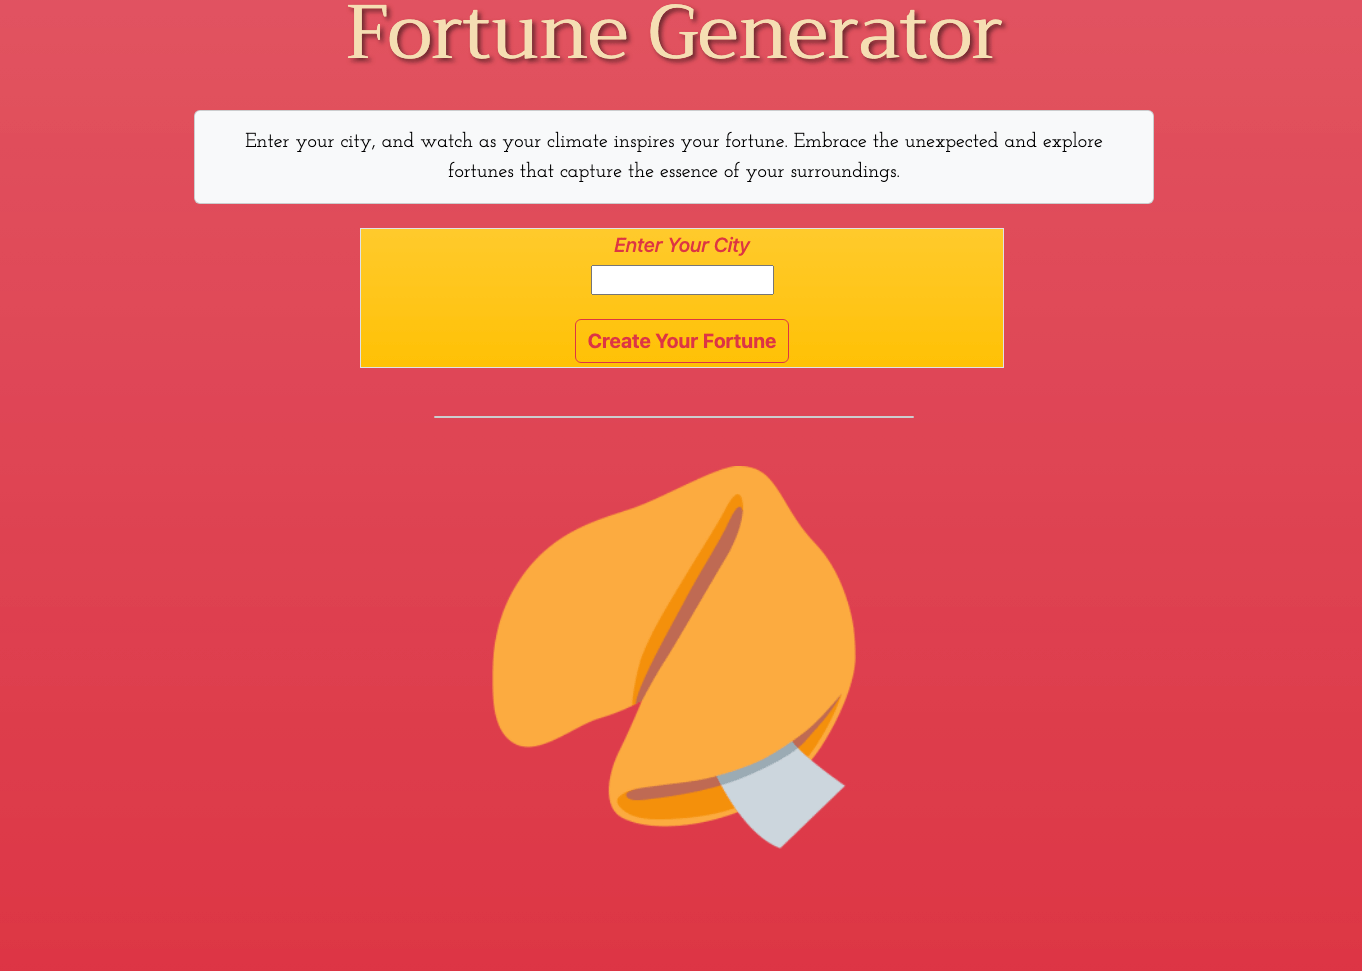 Fortune Generator
Enter your city, and watch as your climate inspires your fortune. Embrace the unexpected and explore
fortunes that capture the essence of your surroundings.
Enter Your City
Create Your Fortune